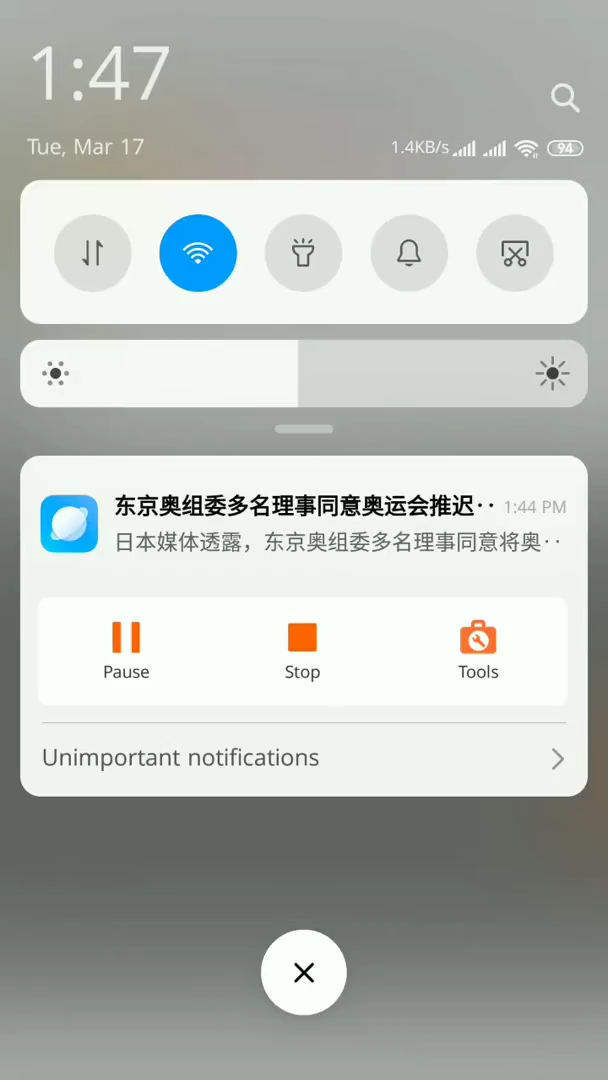 1:47
Tue, Mar 17
1.4KB/s
94
东京奥组委多名理事同意奥运会推迟··
1:44 PM
日本媒体透露，东京奥组委多名理事同意将奥··
Pause
Stop
Tools
Unimportant notifications